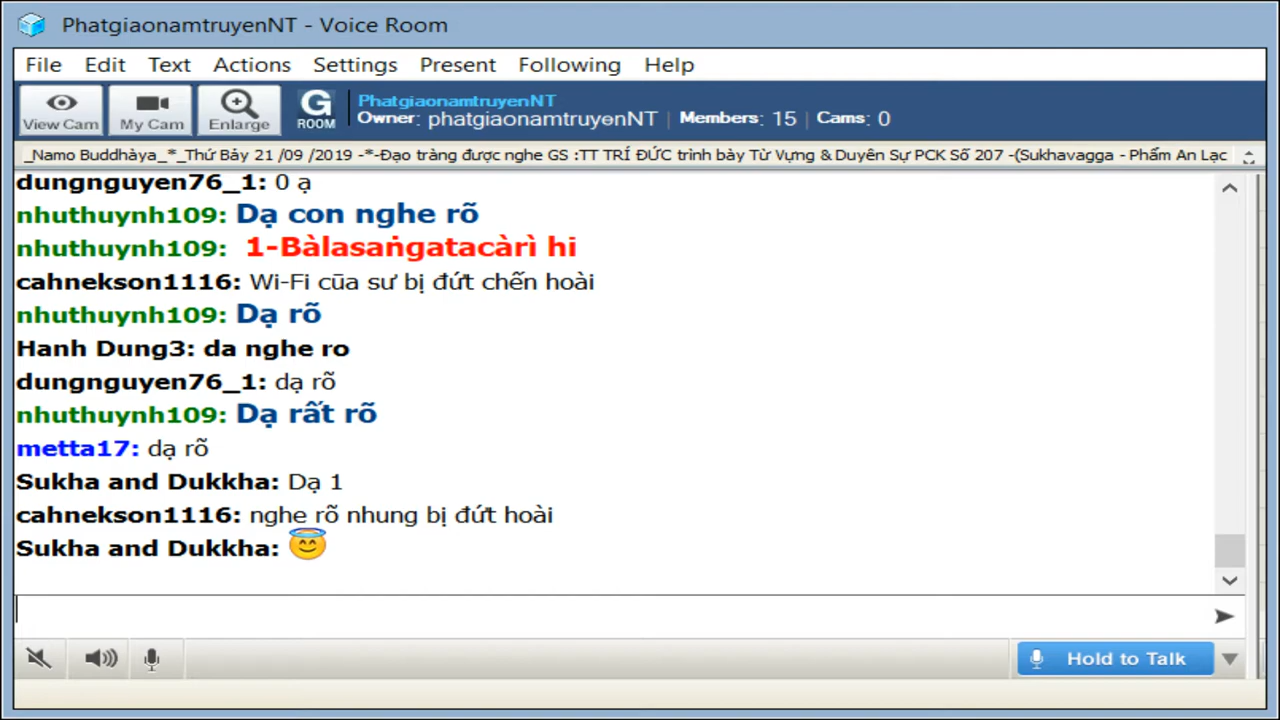 PhatgiaonamtruyenNT - Voice Room
File Edit Text Actions Settings Present Following Help
View Cam My Cam Enlarge G ROOM
PhatgiaonamtruyenNT
Owner: phatgiaonamtruyenNT Members: 15 Cams: 0
_Namo Buddhàya_*_Thứ Bảy 21 /09 /2019 -*-Đạo tràng được nghe GS :TT TRÍ ĐỨC trình bày Từ Vựng & Duyên Sự PCK Số 207 -(Sukhavagga - Phẩm An Lạc
dungnguyen76_1: 0 ạ
nhuthuynh109: Dạ con nghe rõ
nhuthuynh109: 1-Bàlasaṅgatacàrì hi
cahnekson1116: Wi-Fi cũa sư bị đứt chến hoài
nhuthuynh109: Dạ rõ
Hanh Dung3: da nghe ro
dungnguyen76_1: dạ rõ
nhuthuynh109: Dạ rất rõ
metta17: dạ rõ
Sukha and Dukkha: Dạ 1
cahnekson1116: nghe rõ nhung bị đứt hoài
Sukha and Dukkha: 😇
Hold to Talk